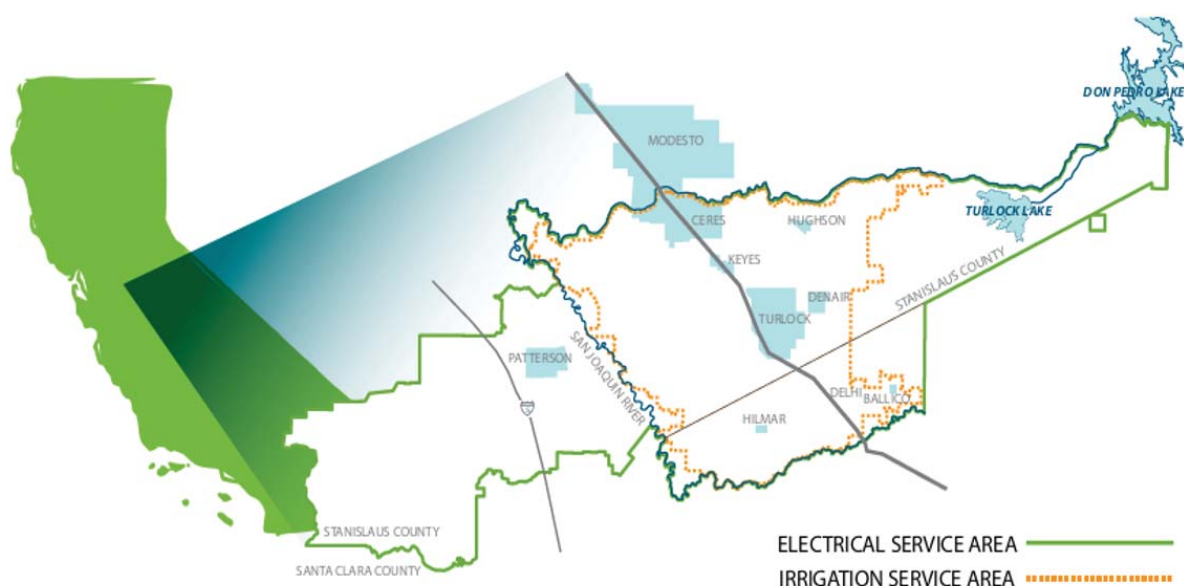 DON PEDRO LAKE
MODESTO
TURLOCK LAKE
CERES
HUGHSON
KEYES
STANISLAUS COUNTY
DENAIR
TURLOCK
SAN JOAQUIN RIVER
PATTERSON
DELHI
BALLICO
HILMAR
STANISLAUS COUNTY
SANTA CLARA COUNTY
ELECTRICAL SERVICE AREA
IRRIGATION SERVICE AREA